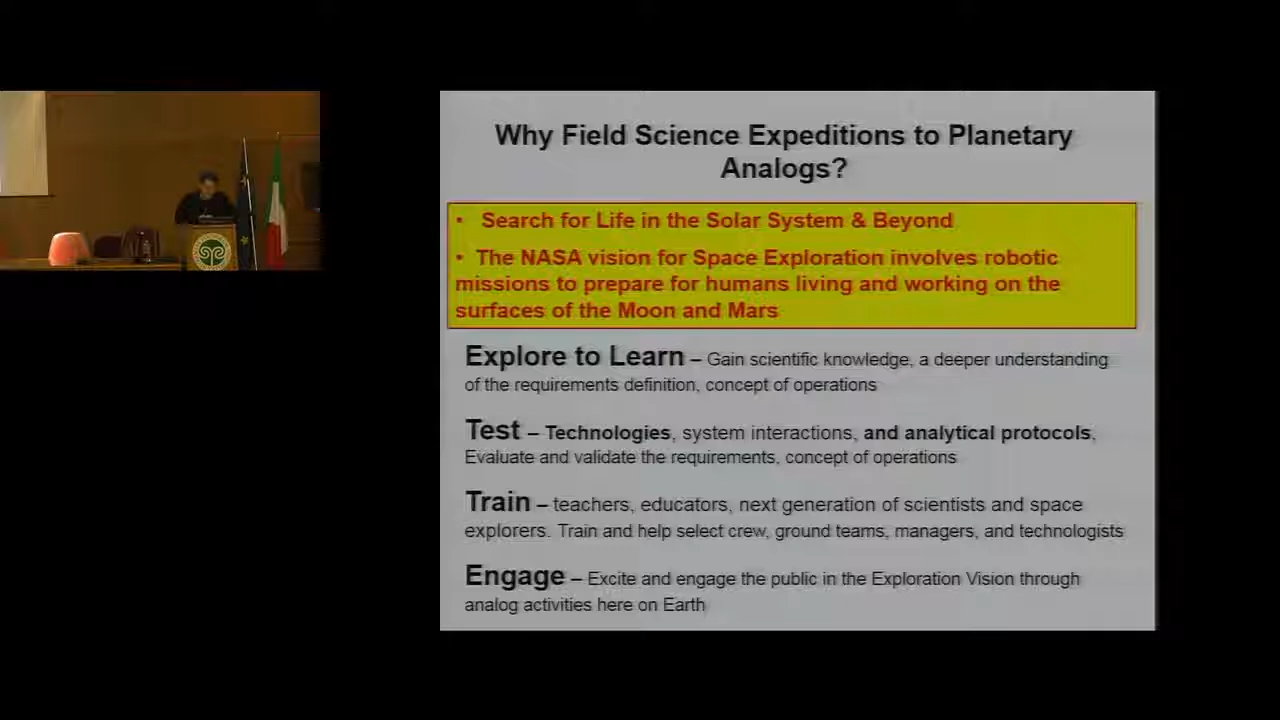 Why Field Science Expeditions to Planetary
Analogs?
• Search for Life in the Solar System & Beyond
• The NASA vision for Space Exploration involves robotic
missions to prepare for humans living and working on the
surfaces of the Moon and Mars
Explore to Learn – Gain scientific knowledge, a deeper understanding
of the requirements definition, concept of operations
Test – Technologies, system interactions, and analytical protocols,
Evaluate and validate the requirements, concept of operations
Train – teachers, educators, next generation of scientists and space
explorers. Train and help select crew, ground teams, managers, and technologists
Engage – Excite and engage the public in the Exploration Vision through
analog activities here on Earth